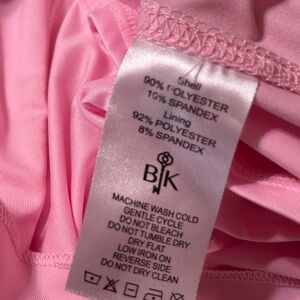 Shell
90% POLYESTER
10% SPANDEX
Lining
92% POLYESTER
8% SPANDEX
BK
MACHINE WASH COLD
GENTLE CYCLE
DO NOT BLEACH
DO NOT TUMBLE DRY
DRY FLAT
LOW IRON ON
REVERSE SIDE
DO NOT DRY CLEAN